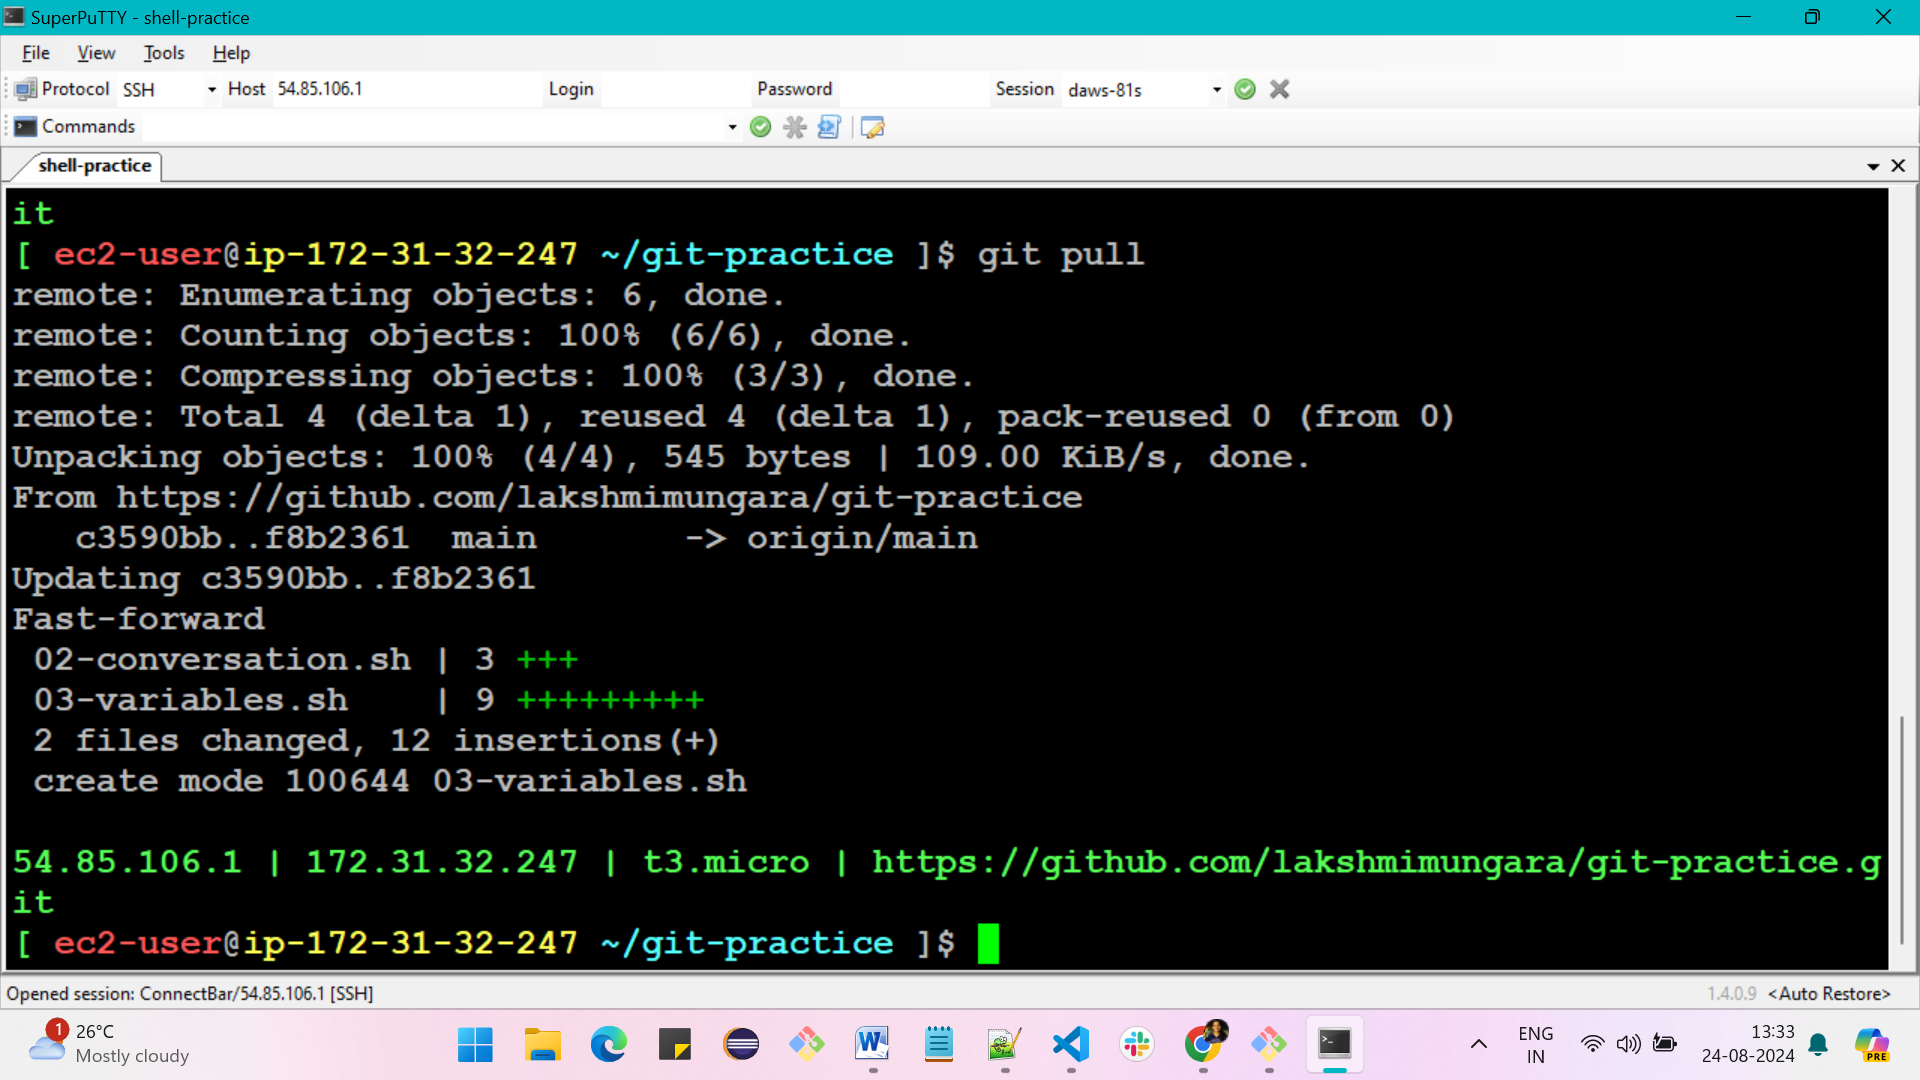 SuperPuTTY - shell-practice
File View Tools Help
Protocol SSH Host 54.85.106.1 Login Password Session daws-81s
Commands
shell-practice
it
[ ec2-user@ip-172-31-32-247 ~/git-practice ]$ git pull
remote: Enumerating objects: 6, done.
remote: Counting objects: 100% (6/6), done.
remote: Compressing objects: 100% (3/3), done.
remote: Total 4 (delta 1), reused 4 (delta 1), pack-reused 0 (from 0)
Unpacking objects: 100% (4/4), 545 bytes | 109.00 KiB/s, done.
From https://github.com/lakshmimungara/git-practice
   c3590bb..f8b2361  main       -> origin/main
Updating c3590bb..f8b2361
Fast-forward
 02-conversation.sh | 3 +++
 03-variables.sh    | 9 +++++++++
 2 files changed, 12 insertions(+)
 create mode 100644 03-variables.sh
54.85.106.1 | 172.31.32.247 | t3.micro | https://github.com/lakshmimungara/git-practice.g
it
[ ec2-user@ip-172-31-32-247 ~/git-practice ]$
Opened session: ConnectBar/54.85.106.1 [SSH] 1.4.0.9 <Auto Restore>
1 26°C
Mostly cloudy
ENG
IN
13:33
24-08-2024
PRE